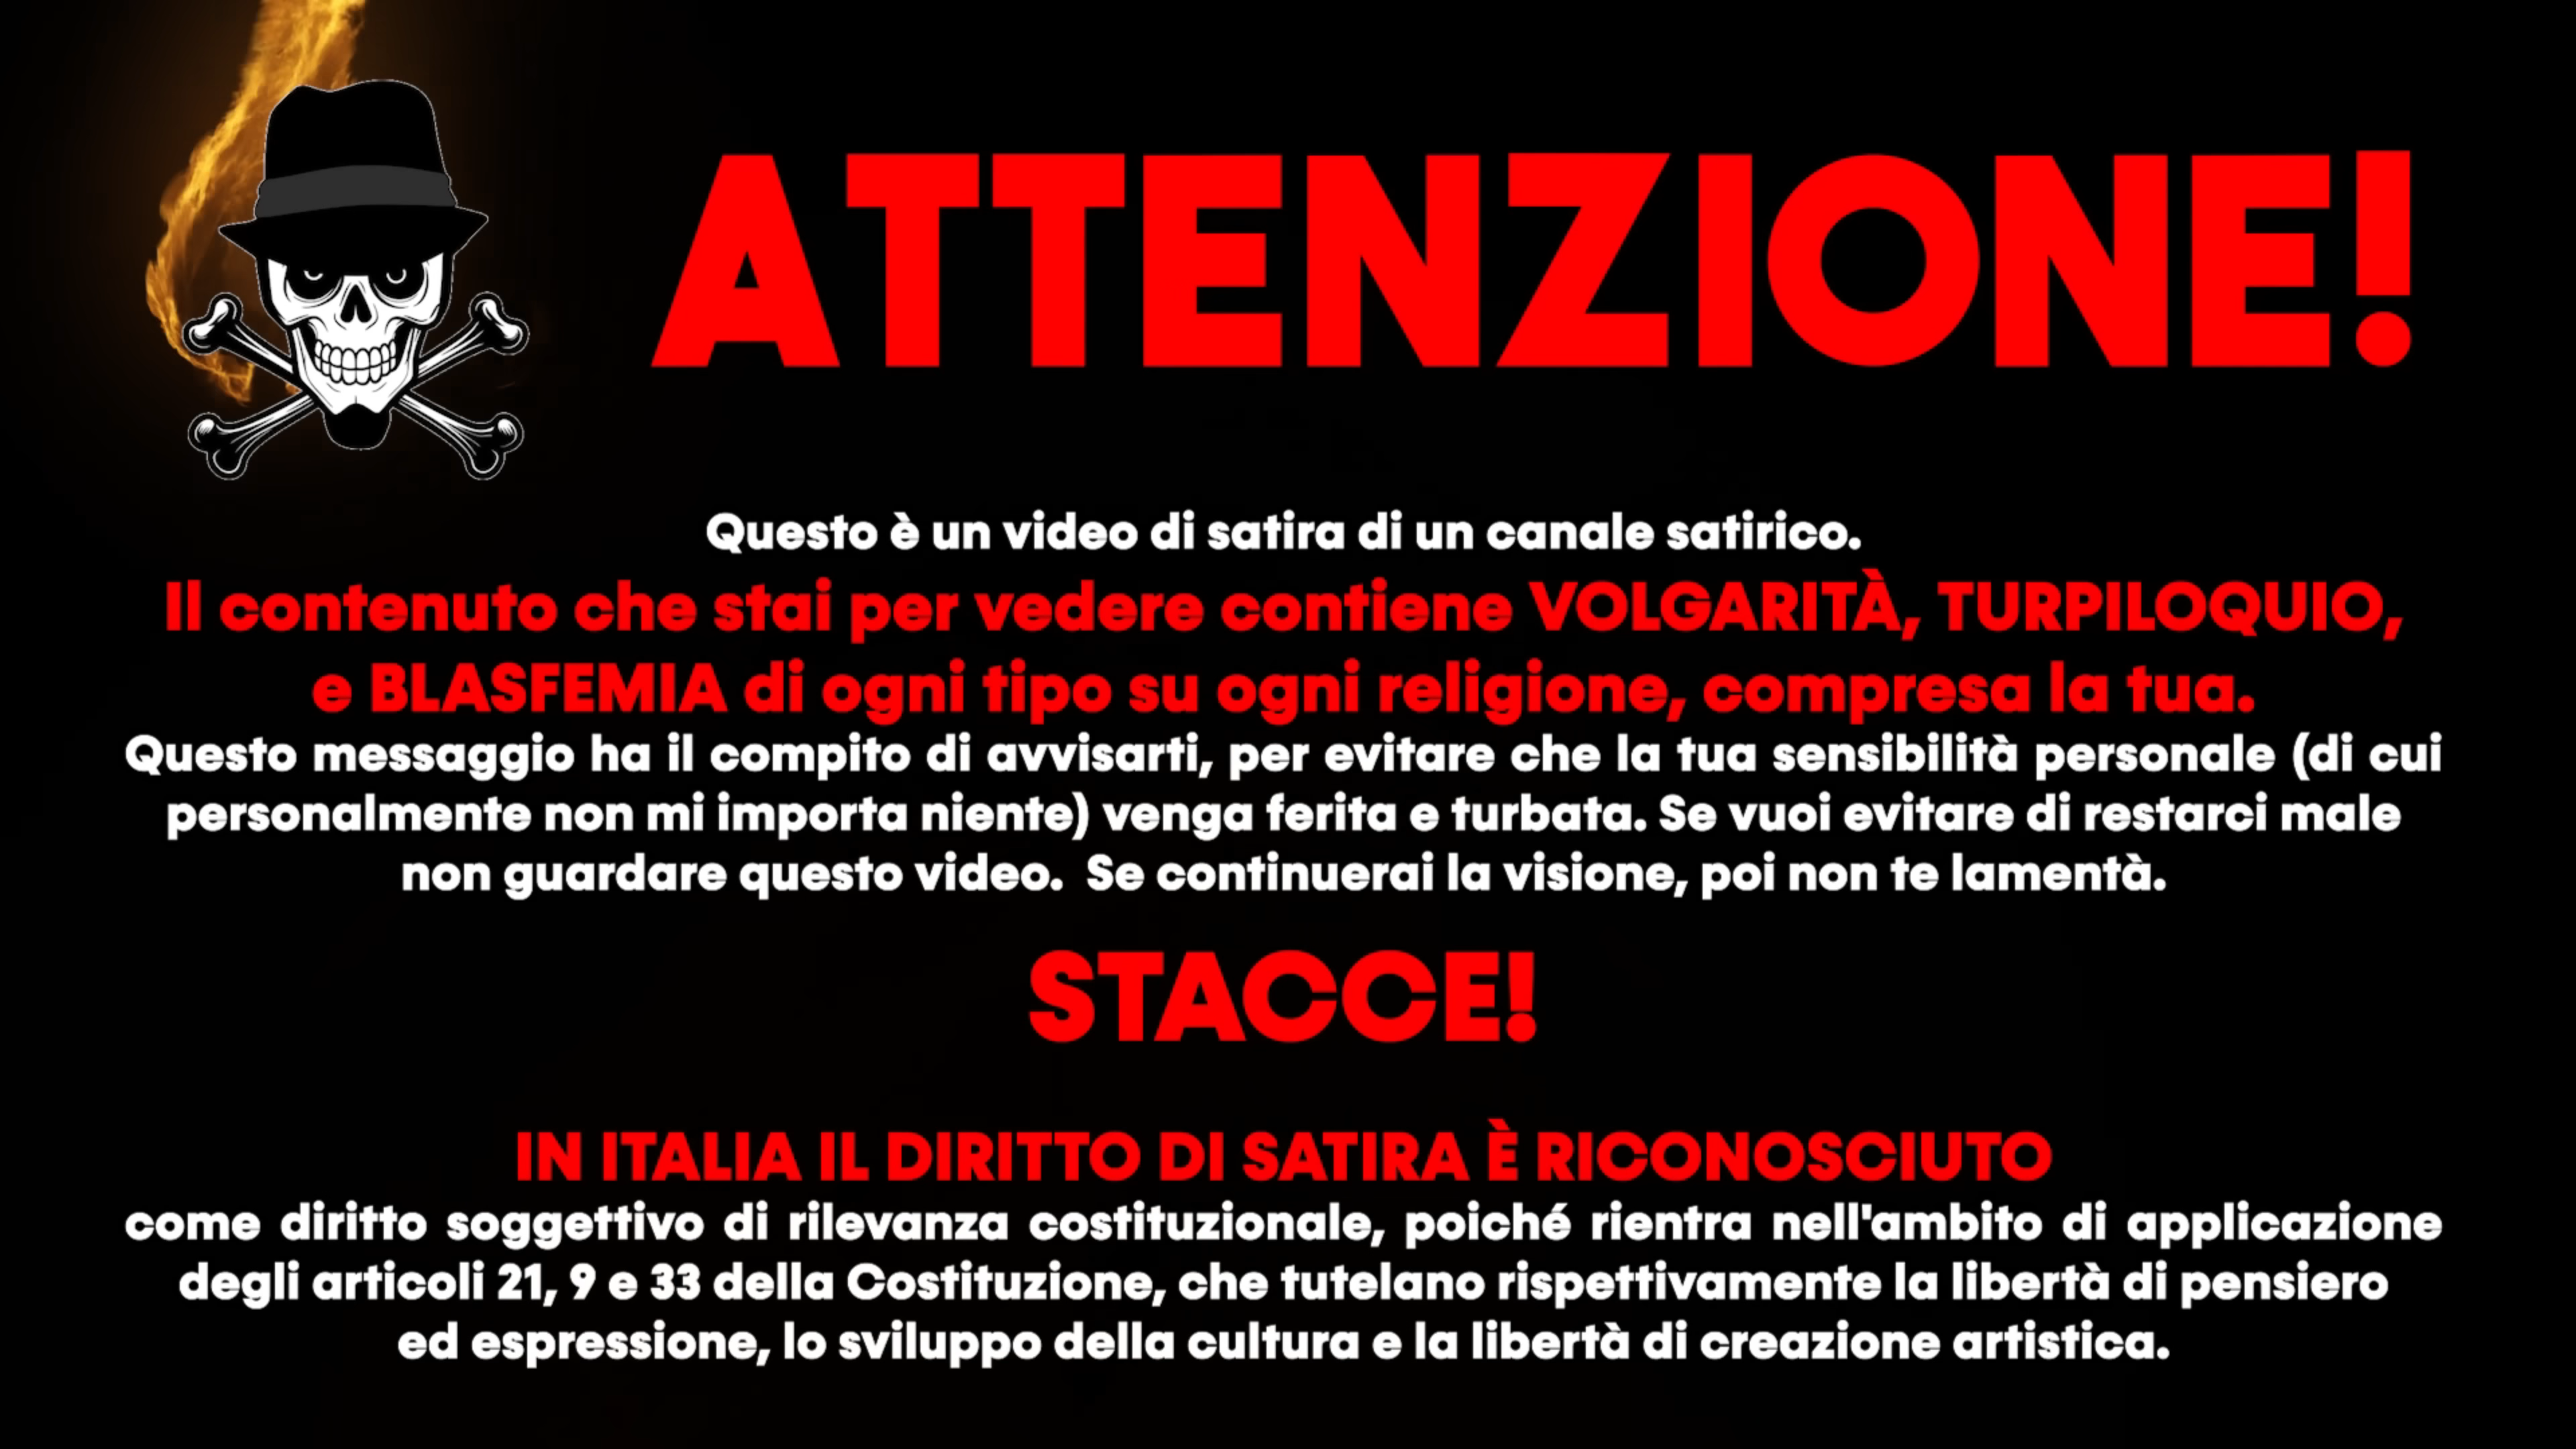 ATTENZIONE!
Questo è un video di satira di un canale satirico.
Il contenuto che stai per vedere contiene VOLGARITÀ, TURPILOQUIO,
e BLASFEMIA di ogni tipo su ogni religione, compresa la tua.
Questo messaggio ha il compito di avvisarti, per evitare che la tua sensibilità personale (di cui
personalmente non mi importa niente) venga ferita e turbata. Se vuoi evitare di restarci male
non guardare questo video. Se continuerai la visione, poi non te lamentà.
STACCE!
IN ITALIA IL DIRITTO DI SATIRA È RICONOSCIUTO
come diritto soggettivo di rilevanza costituzionale, poiché rientra nell'ambito di applicazione
degli articoli 21, 9 e 33 della Costituzione, che tutelano rispettivamente la libertà di pensiero
ed espressione, lo sviluppo della cultura e la libertà di creazione artistica.